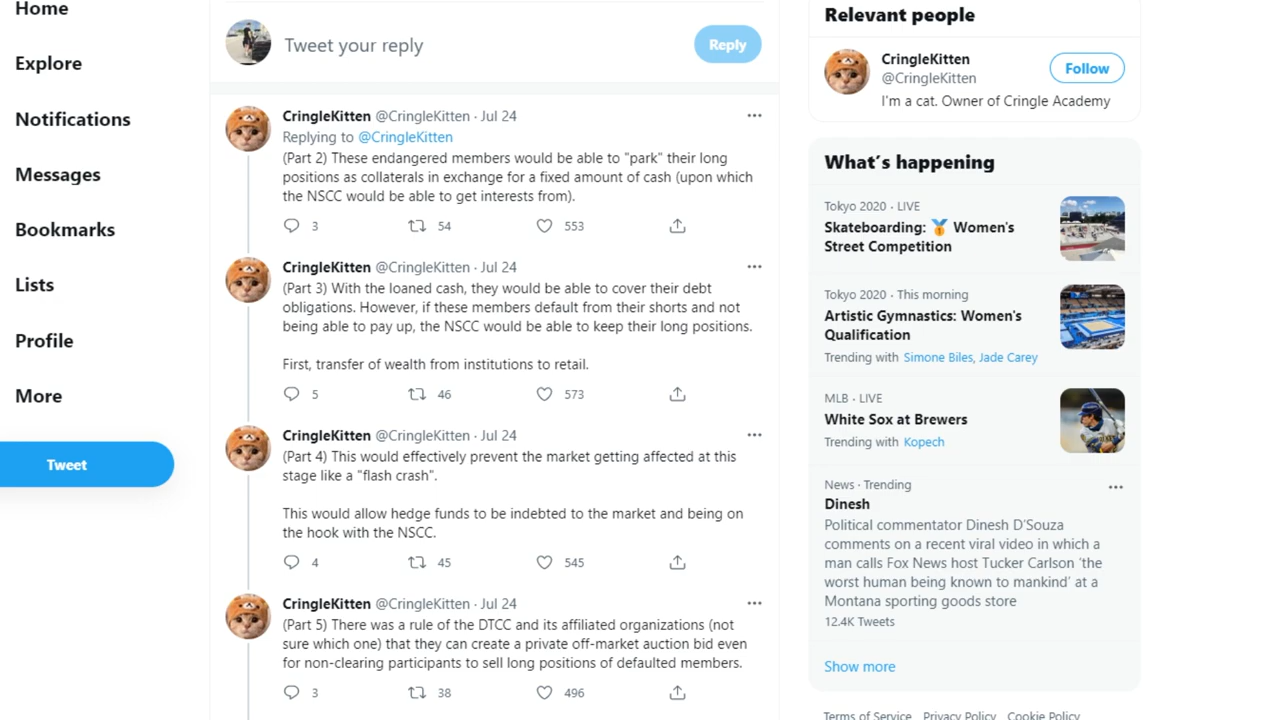 Home
Explore
Notifications
Messages
Bookmarks
Lists
Profile
More
Tweet
Tweet your reply
Reply
CringleKitten @CringleKitten · Jul 24
Replying to @CringleKitten
(Part 2) These endangered members would be able to "park" their long
positions as collaterals in exchange for a fixed amount of cash (upon which
the NSCC would be able to get interests from).
3 54 553
CringleKitten @CringleKitten · Jul 24
(Part 3) With the loaned cash, they would be able to cover their debt
obligations. However, if these members default from their shorts and not
being able to pay up, the NSCC would be able to keep their long positions.
First, transfer of wealth from institutions to retail.
5 46 573
CringleKitten @CringleKitten · Jul 24
(Part 4) This would effectively prevent the market getting affected at this
stage like a "flash crash".
This would allow hedge funds to be indebted to the market and being on
the hook with the NSCC.
4 45 545
CringleKitten @CringleKitten · Jul 24
(Part 5) There was a rule of the DTCC and its affiliated organizations (not
sure which one) that they can create a private off-market auction bid even
for non-clearing participants to sell long positions of defaulted members.
3 38 496
Relevant people
CringleKitten
@CringleKitten
Follow
I'm a cat. Owner of Cringle Academy
What's happening
Tokyo 2020 · LIVE
Skateboarding: 🏅 Women's
Street Competition
Tokyo 2020 · This morning
Artistic Gymnastics: Women's
Qualification
Trending with Simone Biles, Jade Carey
MLB · LIVE
White Sox at Brewers
Trending with Kopech
News · Trending
Dinesh
Political commentator Dinesh D'Souza
comments on a recent viral video in which a
man calls Fox News host Tucker Carlson 'the
worst human being known to mankind' at a
Montana sporting goods store
12.4K Tweets
Show more
Terms of Service Privacy Policy Cookie Policy